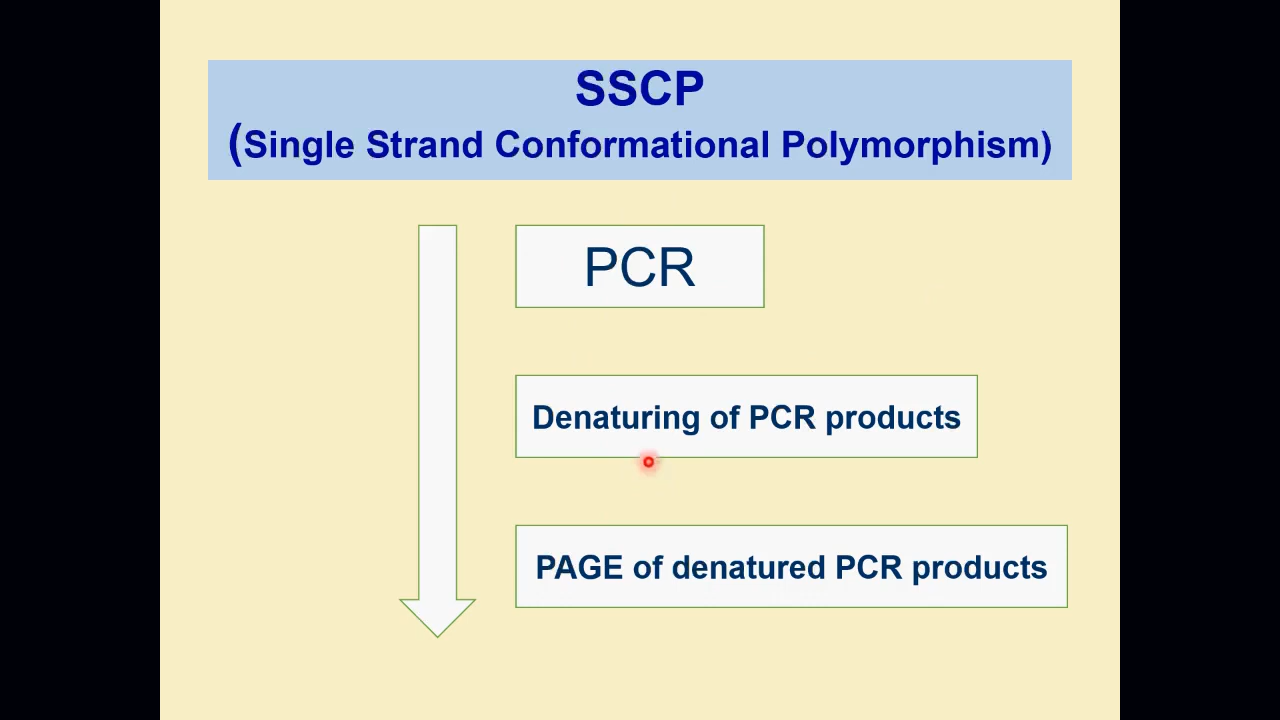 SSCP
(Single Strand Conformational Polymorphism)
PCR
Denaturing of PCR products
PAGE of denatured PCR products